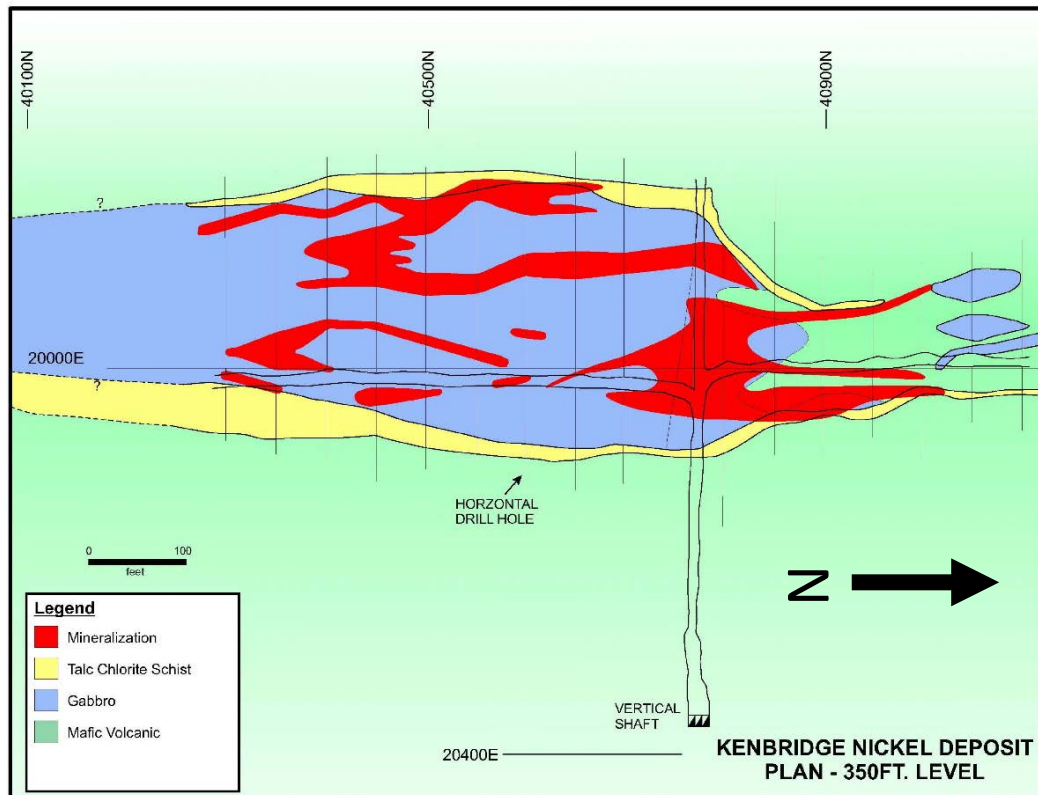 40100N
40500N
40900N
?
20000E
?
HORZONTAL
DRILL HOLE
0 100
feet
N
Legend
Mineralization
Talc Chlorite Schist
Gabbro
Mafic Volcanic
VERTICAL
SHAFT
20400E
KENBRIDGE NICKEL DEPOSIT
PLAN - 350FT. LEVEL